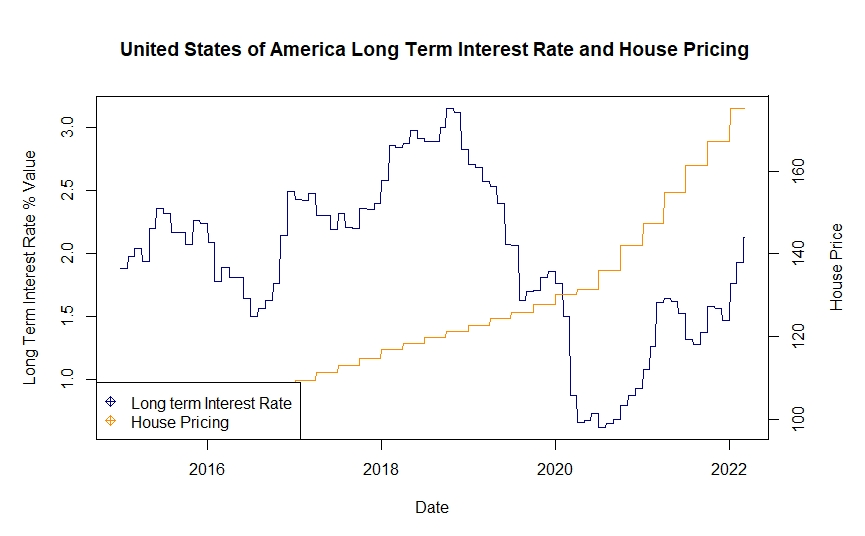 United States of America Long Term Interest Rate and House Pricing
Long Term Interest Rate % Value
3.0
2.5
2.0
1.5
1.0
160
140
120
100
House Price
Long term Interest Rate
House Pricing
2016 2018 2020 2022
Date